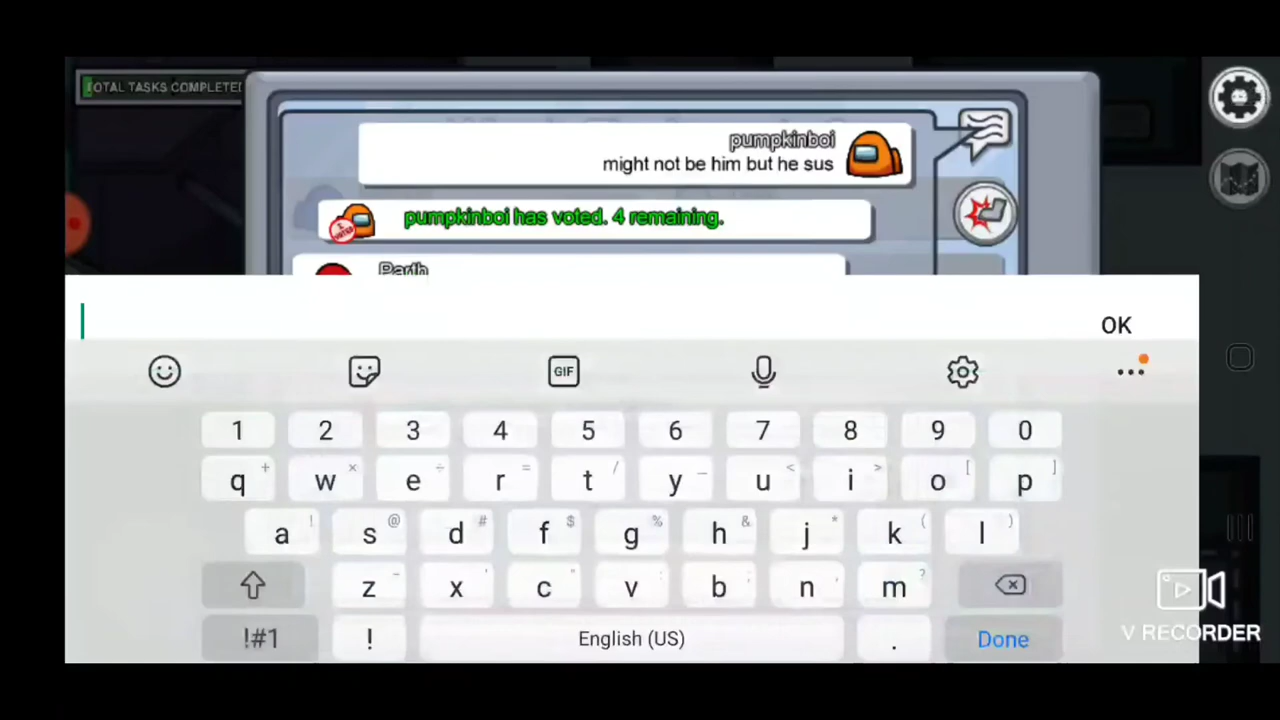 TOTAL TASKS COMPLETED
pumpkinboi
might not be him but he sus
I VOTED
pumpkinboi has voted. 4 remaining.
Parth
OK
GIF
1 2 3 4 5 6 7 8 9 0
q + w × e ÷ r = t / y _ u < i > o [ p ]
a ! s @ d # f $ g % h & j * k ( l )
z - x ' c " v : b ; n , m ?
!#1 ! English (US) . Done
V RECORDER